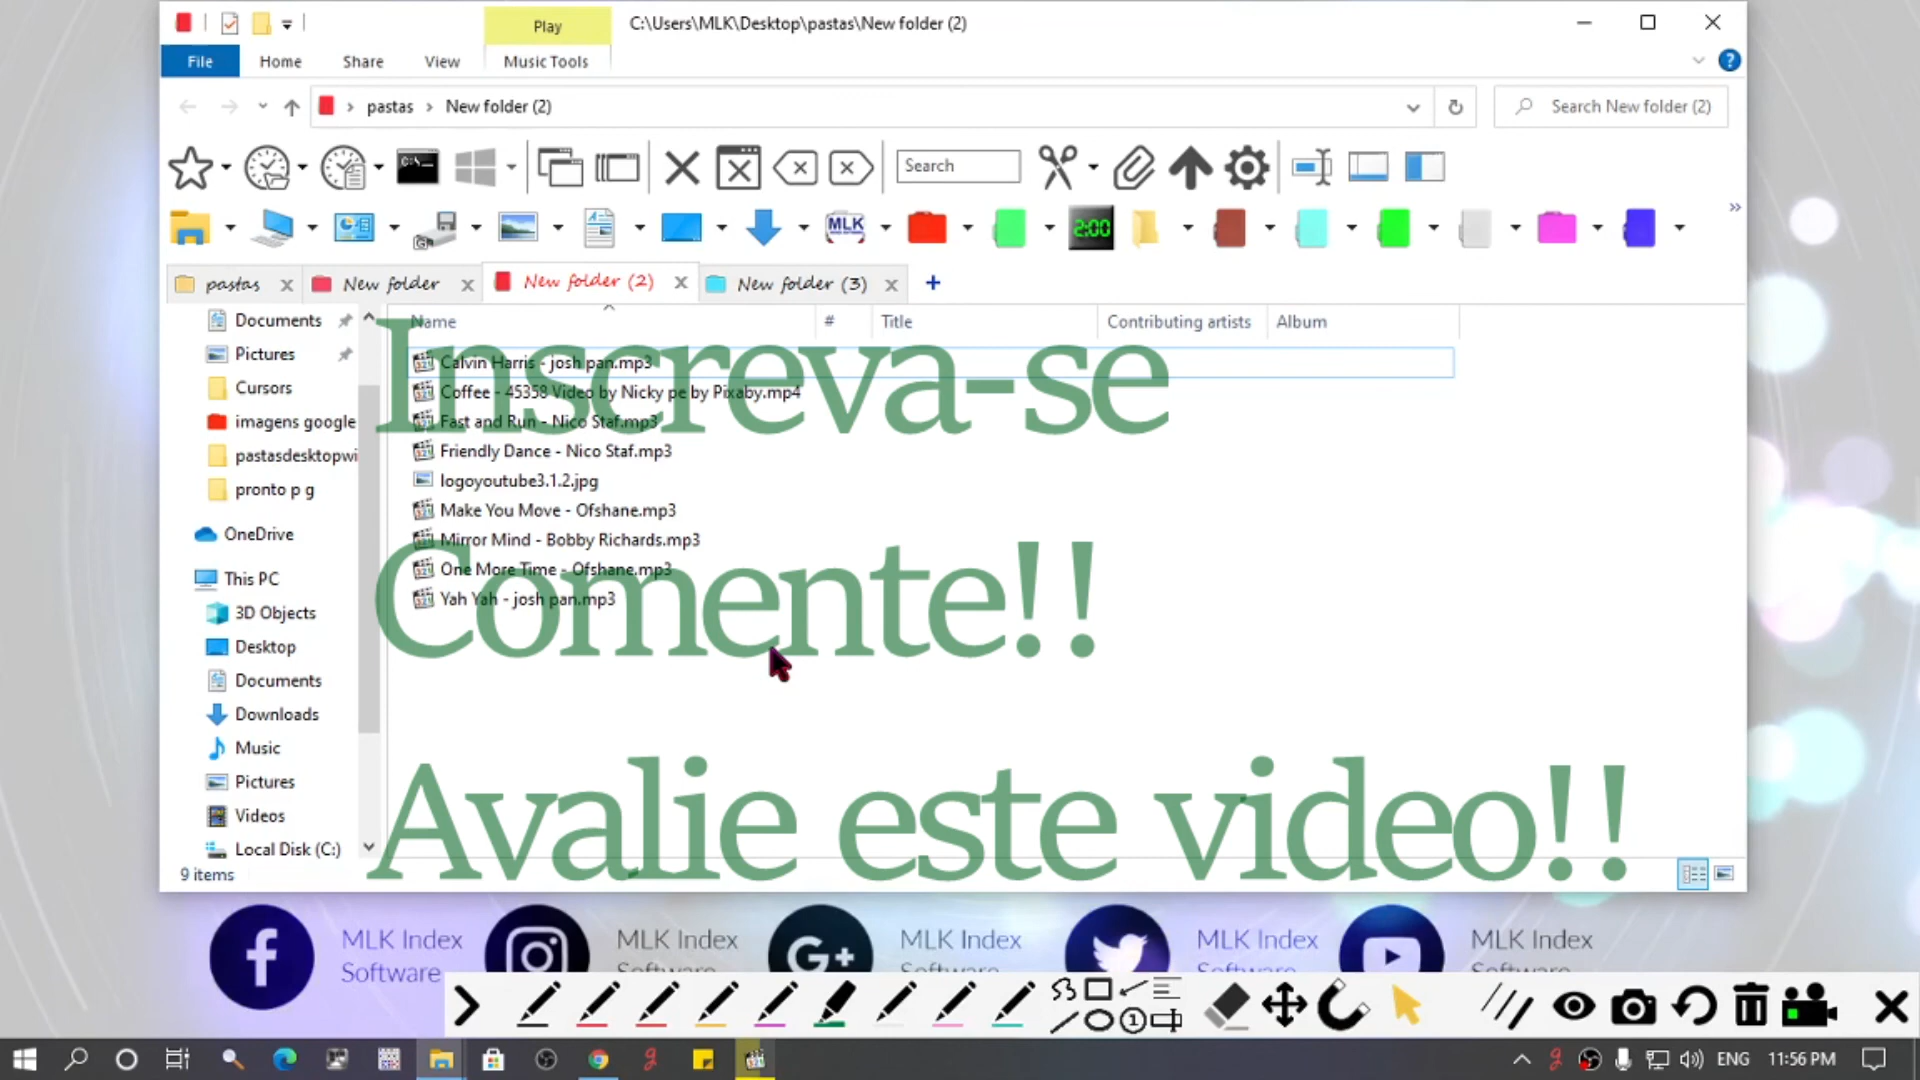 Play
C:\Users\MLK\Desktop\pastas\New folder (2)
File
Home
Share
View
Music Tools
pastas
New folder (2)
Search New folder (2)
Search
MLK
2:00
pastas
New folder
New folder (2)
New folder (3)
Documents
Pictures
Cursors
imagens google
pastasdesktopwi
pronto p g
OneDrive
This PC
3D Objects
Desktop
Documents
Downloads
Music
Pictures
Videos
Local Disk (C:)
Name
#
Title
Contributing artists
Album
Calvin Harris - josh pan.mp3
Coffee - 45358 Video by Nicky pe by Pixaby.mp4
Fast and Run - Nico Staf.mp3
Friendly Dance - Nico Staf.mp3
logoyoutube3.1.2.jpg
Make You Move - Ofshane.mp3
Mirror Mind - Bobby Richards.mp3
One More Time - Ofshane.mp3
Yah Yah - josh pan.mp3
Inscreva-se
Comente!!
Avalie este video!!
9 items
MLK Index
Software
MLK Index
Software
MLK Index
Software
MLK Index
Software
MLK Index
Software
ENG
11:56 PM